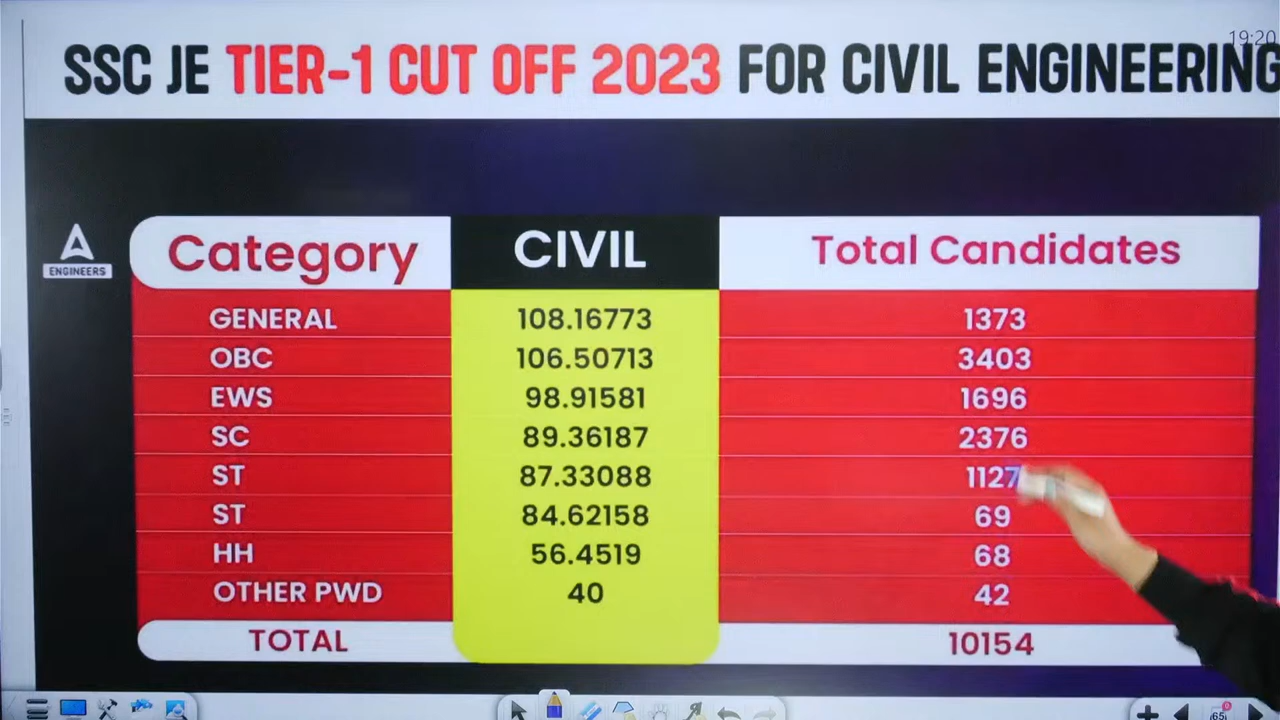 19:20
SSC JE TIER-1 CUT OFF 2023 FOR CIVIL ENGINEERING
ENGINEERS
Category CIVIL Total Candidates
GENERAL 108.16773 1373
OBC 106.50713 3403
EWS 98.91581 1696
SC 89.36187 2376
ST 87.33088 1127
ST 84.62158 69
HH 56.4519 68
OTHER PWD 40 42
TOTAL 10154